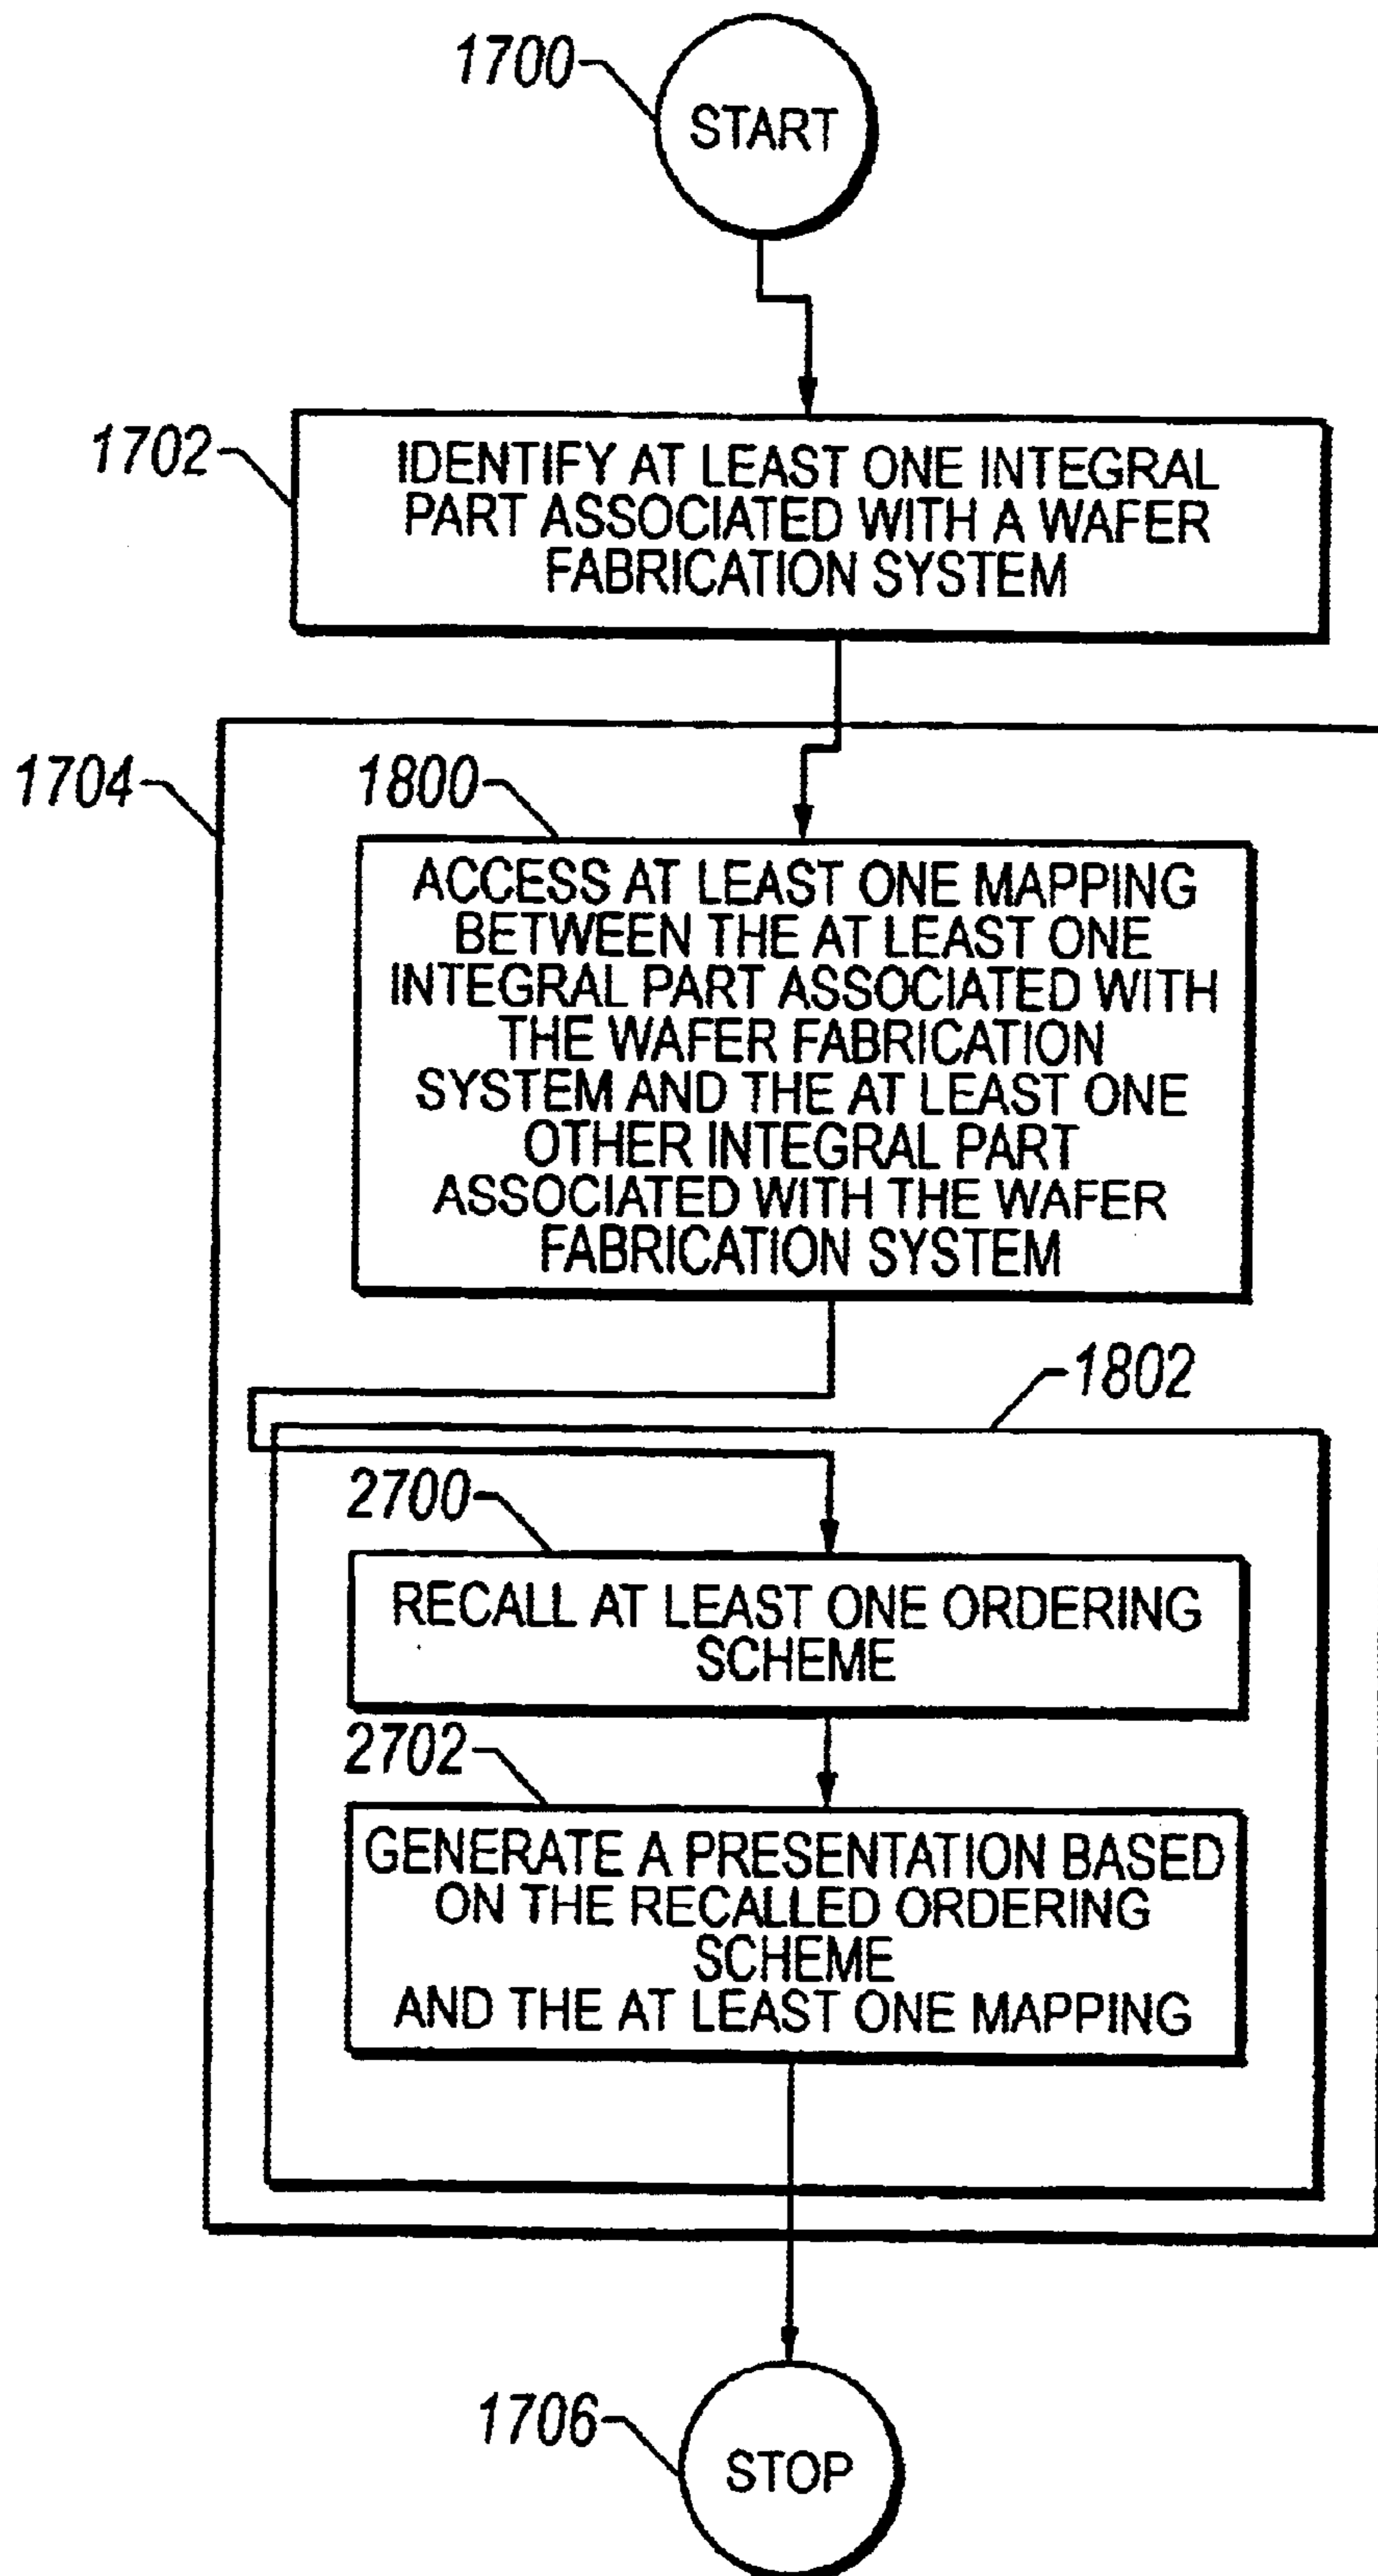 1700
START
1702
IDENTIFY AT LEAST ONE INTEGRAL
PART ASSOCIATED WITH A WAFER
FABRICATION SYSTEM
1704
1800
ACCESS AT LEAST ONE MAPPING
BETWEEN THE AT LEAST ONE
INTEGRAL PART ASSOCIATED WITH
THE WAFER FABRICATION
SYSTEM AND THE AT LEAST ONE
OTHER INTEGRAL PART
ASSOCIATED WITH THE WAFER
FABRICATION SYSTEM
1802
2700
RECALL AT LEAST ONE ORDERING
SCHEME
2702
GENERATE A PRESENTATION BASED
ON THE RECALLED ORDERING
SCHEME
AND THE AT LEAST ONE MAPPING
1706
STOP